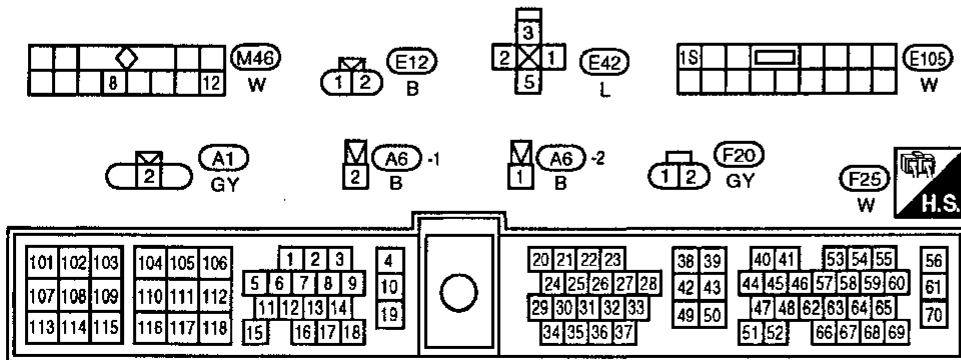 M46 W 8 12
E12 B 1 2
E42 L 3 2 1 5
E105 W 1S
A1 GY 2
A6 -1 B 2
A6 -2 B 1
F20 GY 1 2
F25 W
H.S.
101 102 103 104 105 106 1 2 3 4 20 21 22 23 38 39 40 41 53 54 55 56
5 6 7 8 9 10 24 25 26 27 28 42 43 44 45 46 57 58 59 60 61
107 108 109 110 111 112 11 12 13 14 19 29 30 31 32 33 49 50 47 48 62 63 64 65 70
113 114 115 116 117 118 15 16 17 18 34 35 36 37 51 52 66 67 68 69